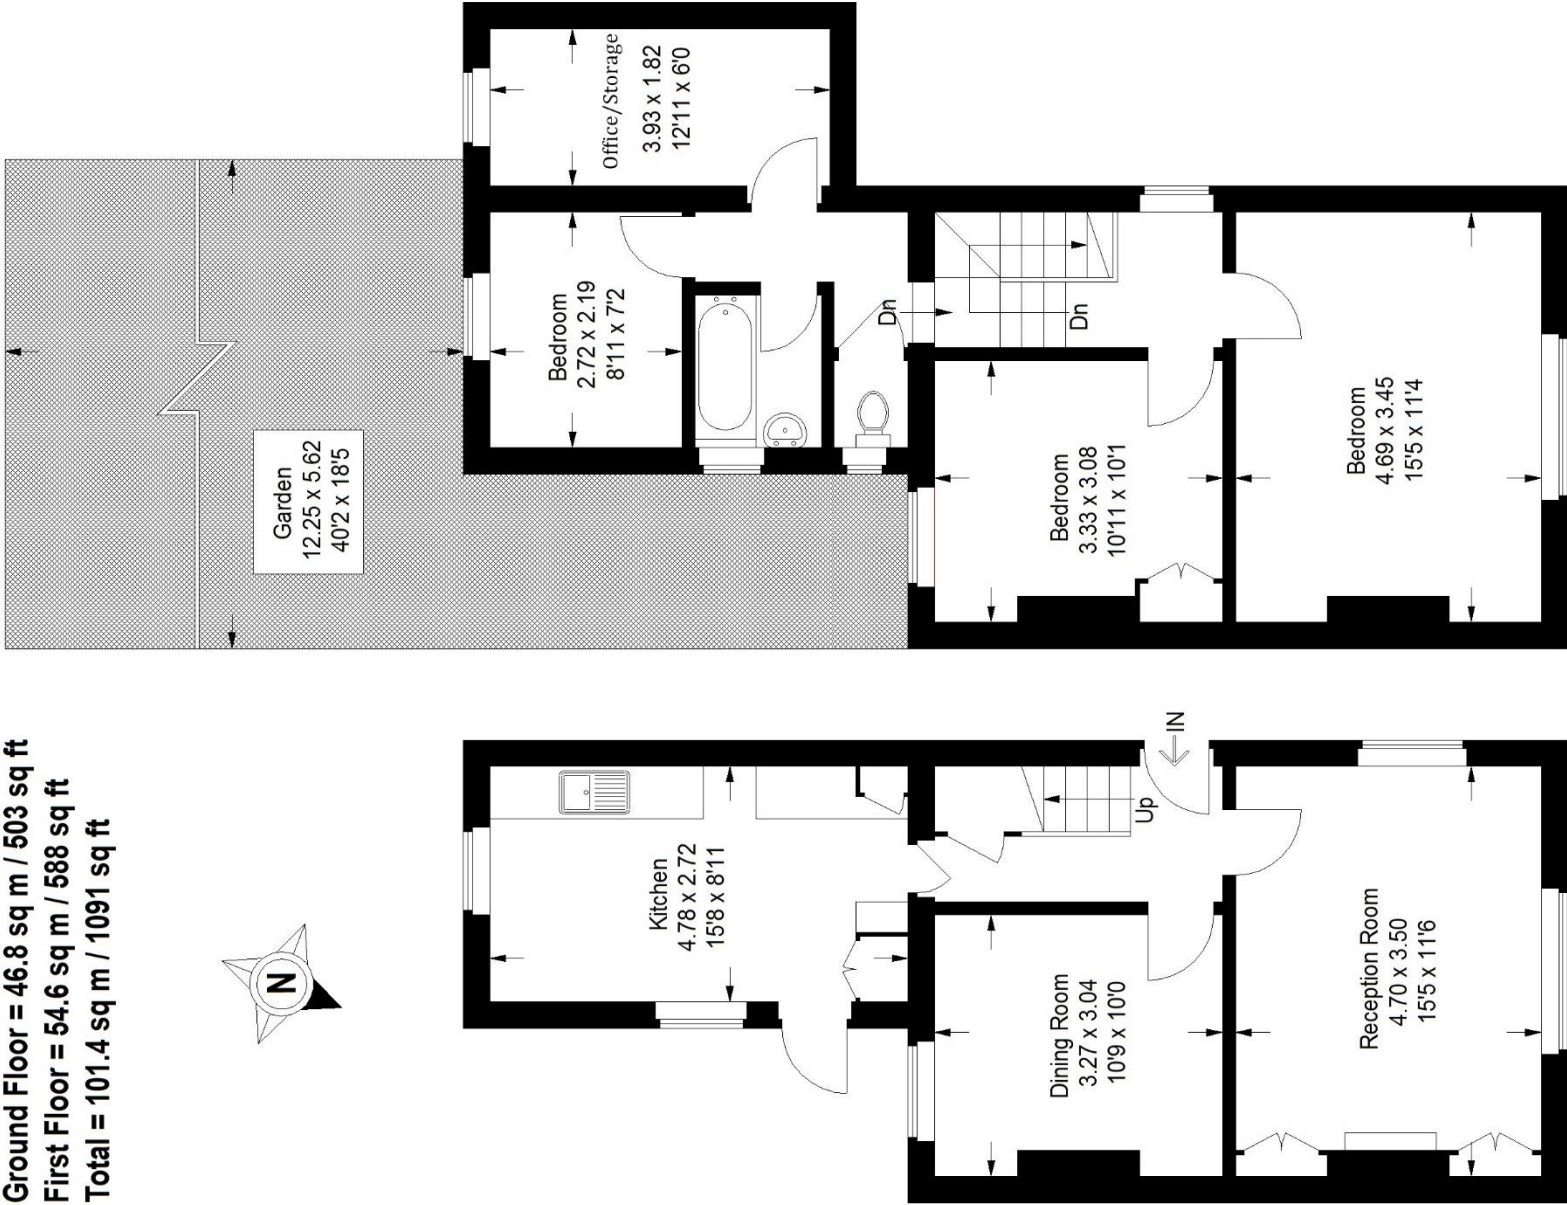 Ground Floor = 46.8 sq m / 503 sq ft
First Floor = 54.6 sq m / 588 sq ft
Total = 101.4 sq m / 1091 sq ft
N
Kitchen
4.78 x 2.72
15'8 x 8'11
Dining Room
3.27 x 3.04
10'9 x 10'0
Up
IN
Reception Room
4.70 x 3.50
15'5 x 11'6
Garden
12.25 x 5.62
40'2 x 18'5
Bedroom
2.72 x 2.19
8'11 x 7'2
Office/Storage
3.93 x 1.82
12'11 x 6'0
Dn
Dn
Bedroom
3.33 x 3.08
10'11 x 10'1
Bedroom
4.69 x 3.45
15'5 x 11'4